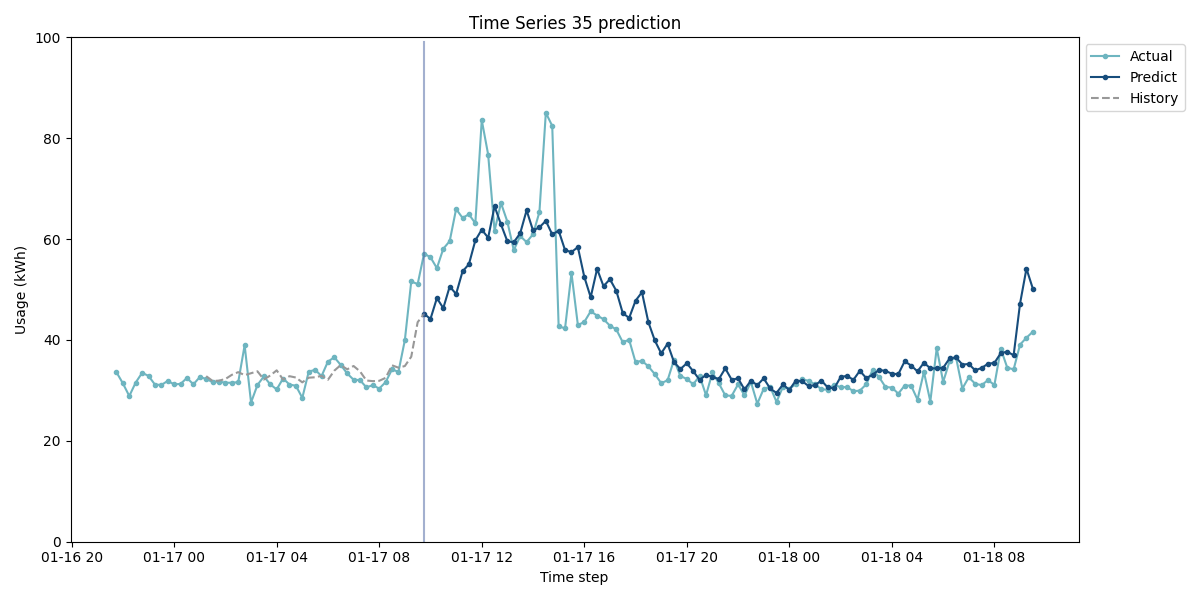 Time Series 35 prediction
Usage (kWh)
100
80
60
40
20
0
01-16 20
01-17 00
01-17 04
01-17 08
01-17 12
01-17 16
01-17 20
01-18 00
01-18 04
01-18 08
Time step
Actual
Predict
History